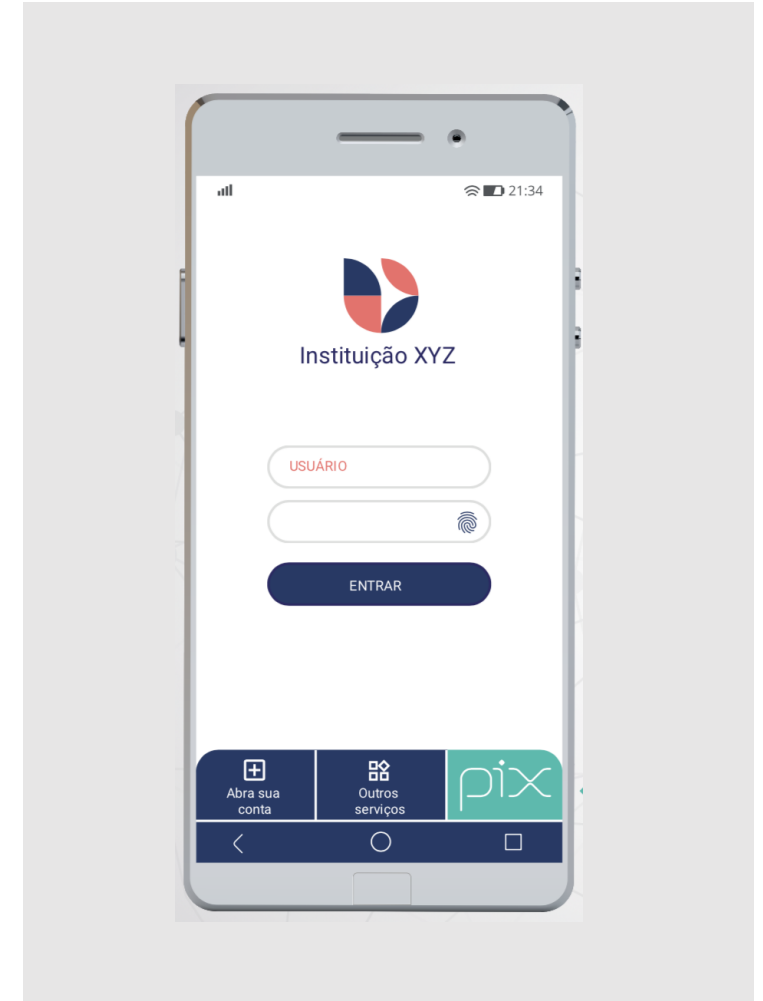 21:34
Instituição XYZ
USUÁRIO
ENTRAR
Abra sua
conta
Outros
serviços
pix